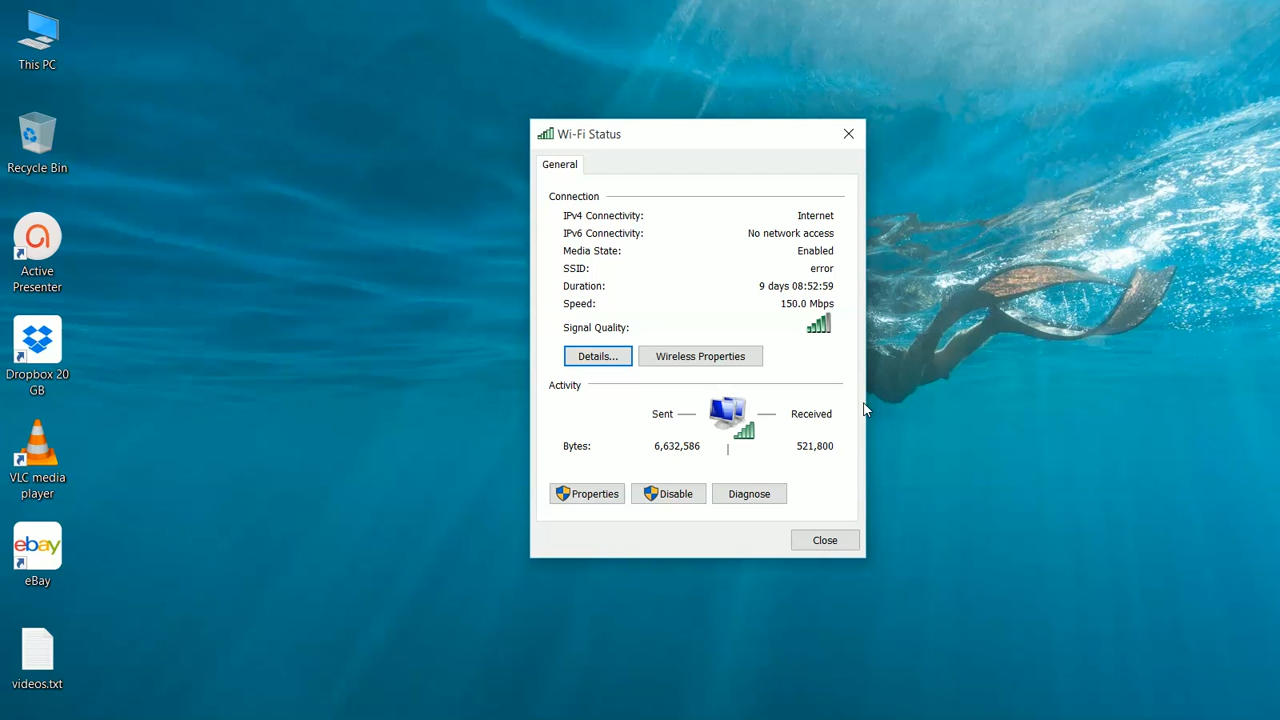 This PC
Recycle Bin
Active
Presenter
Dropbox 20
GB
VLC media
player
ebay
eBay
videos.txt
Wi-Fi Status
General
Connection
IPv4 Connectivity: Internet
IPv6 Connectivity: No network access
Media State: Enabled
SSID: error
Duration: 9 days 08:52:59
Speed: 150.0 Mbps
Signal Quality:
Details... Wireless Properties
Activity
Sent Received
Bytes: 6,632,586 521,800
Properties Disable Diagnose
Close